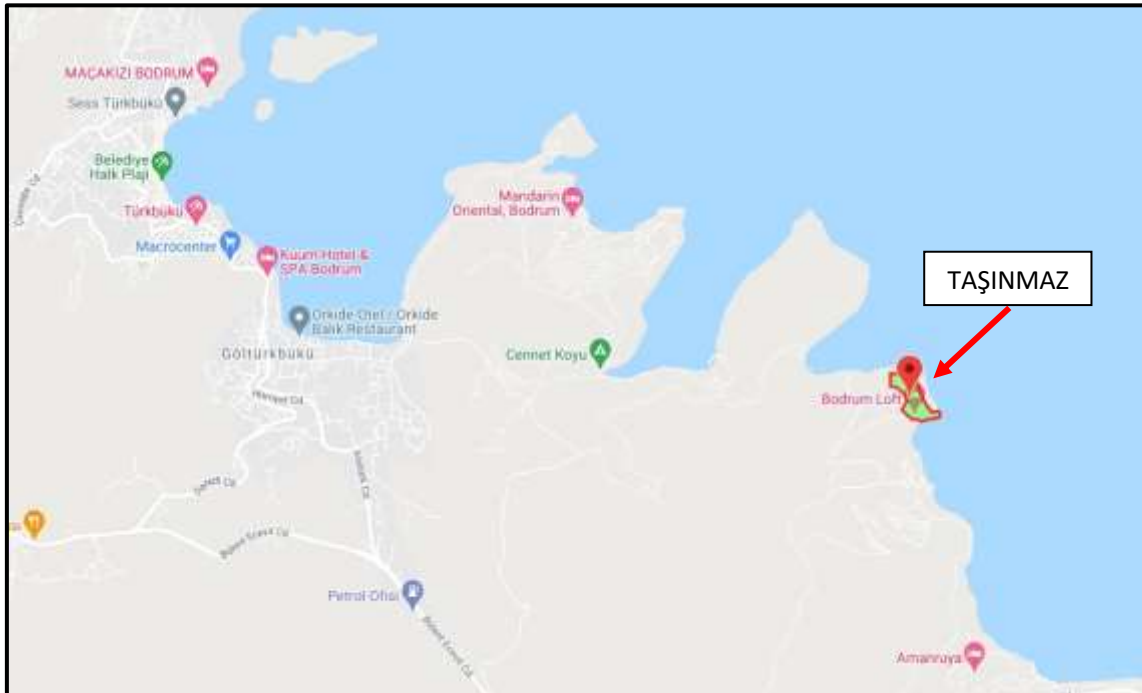 MAÇAKIZI BODRUM
Sess Türkbükü
Belediye
Halk Plajı
Türkbükü
Macrocenter
Kuum Hotel &
SPA Bodrum
Orkide Otel / Orkide
Balık Restaurant
Göltürkbükü
Mandarin
Oriental, Bodrum
Cennet Koyu
TAŞINMAZ
Bodrum Loft
Petrol Ofisi
Amanruya